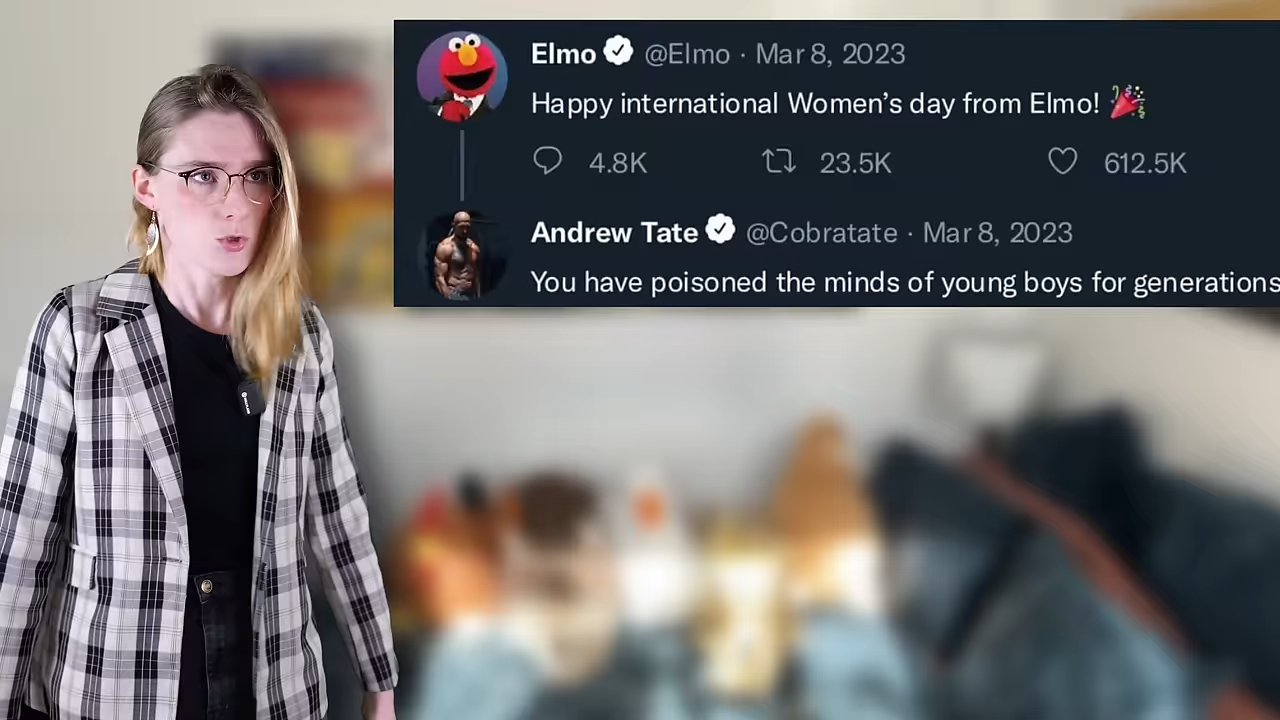 Elmo @Elmo · Mar 8, 2023
Happy international Women's day from Elmo! 🎉
4.8K 23.5K 612.5K
Andrew Tate @Cobratate · Mar 8, 2023
You have poisoned the minds of young boys for generations